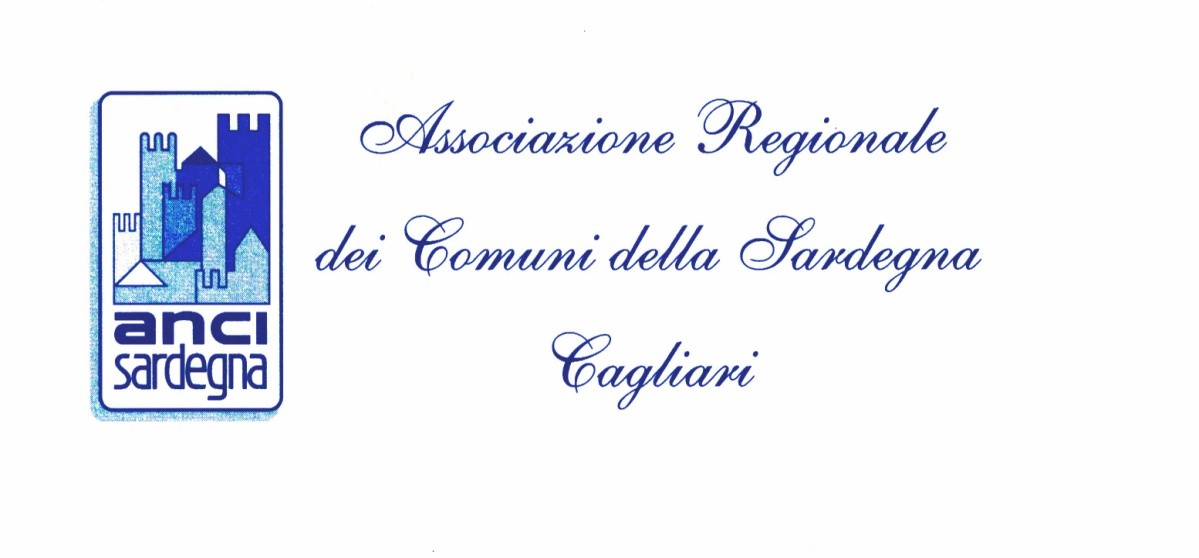 Associazione Regionale
dei Comuni della Sardegna
Cagliari
anci
sardegna